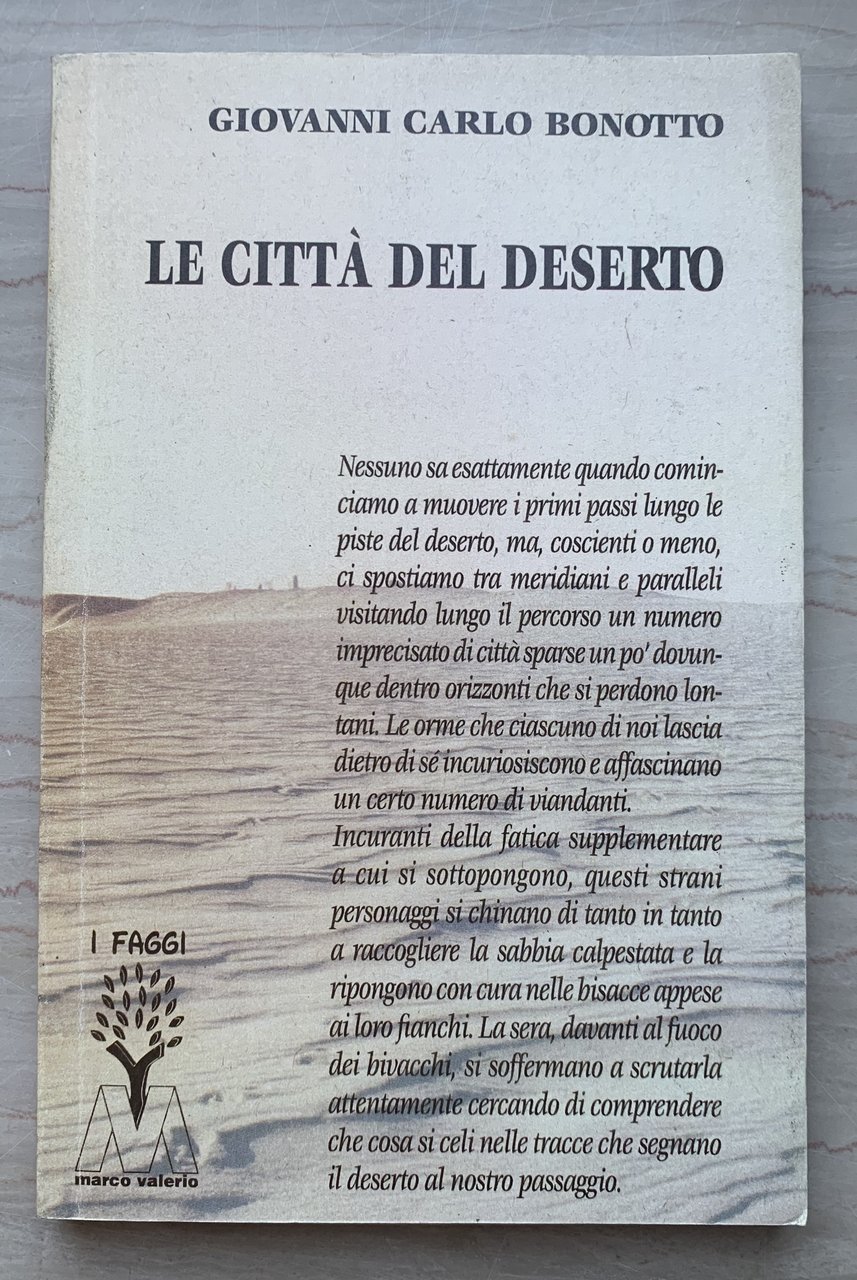 GIOVANNI CARLO BONOTTO
LE CITTÀ DEL DESERTO
Nessuno sa esattamente quando comin-
ciamo a muovere i primi passi lungo le
piste del deserto, ma, coscienti o meno,
ci spostiamo tra meridiani e paralleli
visitando lungo il percorso un numero
imprecisato di città sparse un po' dovun-
que dentro orizzonti che si perdono lon-
tani. Le orme che ciascuno di noi lascia
dietro di sé incuriosiscono e affascinano
un certo numero di viandanti.
Incuranti della fatica supplementare
a cui si sottopongono, questi strani
personaggi si chinano di tanto in tanto
a raccogliere la sabbia calpestata e la
ripongono con cura nelle bisacce appese
ai loro fianchi. La sera, davanti al fuoco
dei bivacchi, si soffermano a scrutarla
attentamente cercando di comprendere
che cosa si celi nelle tracce che segnano
il deserto al nostro passaggio.
I FAGGI
marco valerio